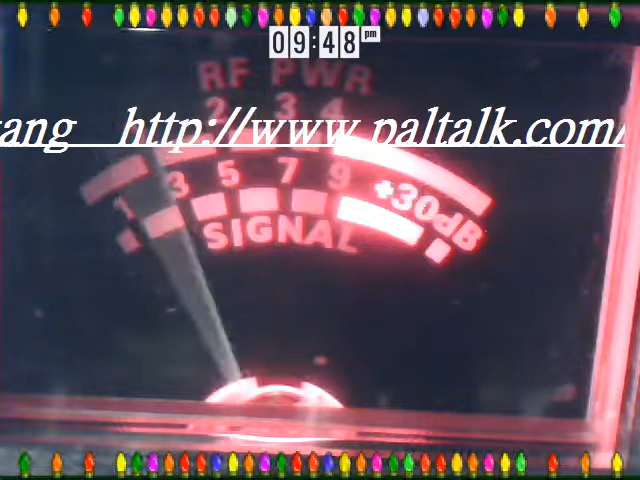 09:48 pm
RF PWR
2 3 4
ang http://www.paltalk.com/
1 3 5 7 9 +30dB
SIGNAL